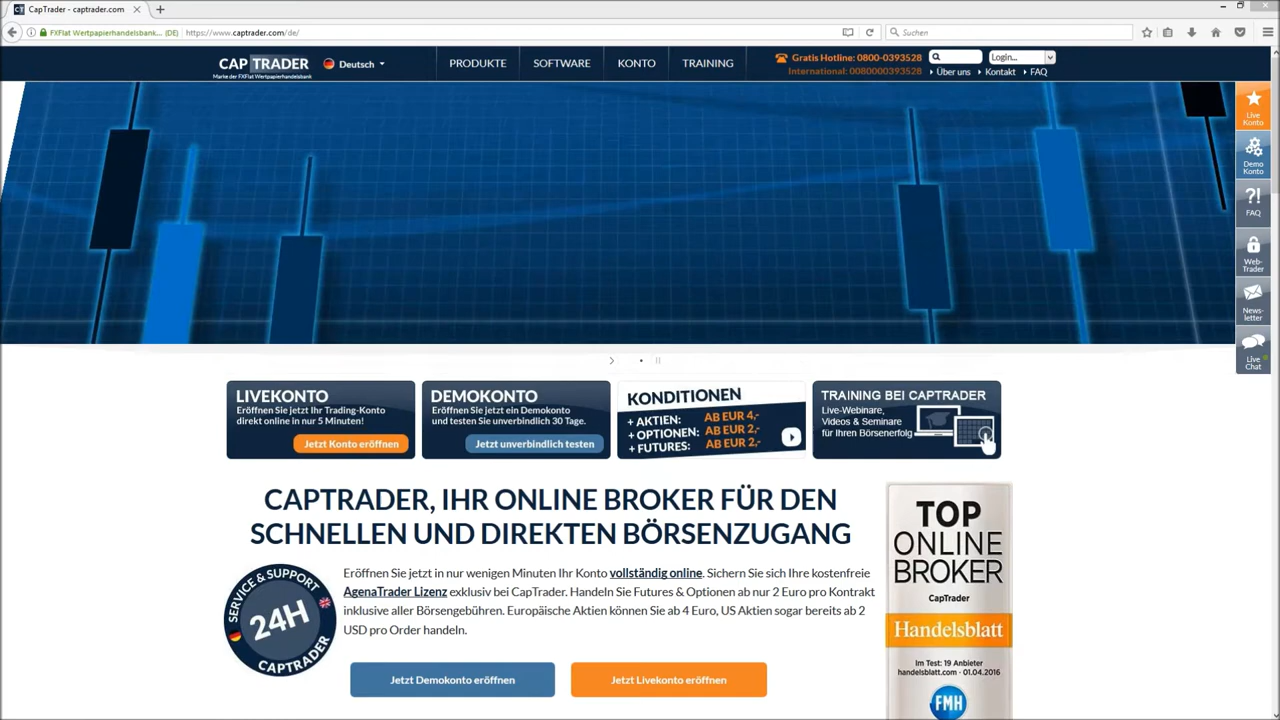 CapTrader - captrader.com
FXFlat Wertpapierhandelsbank... (DE)
https://www.captrader.com/de/
Suchen
CAP TRADER
Marke der FXFlat Wertpapierhandelsbank
Deutsch
PRODUKTE
SOFTWARE
KONTO
TRAINING
Gratis Hotline: 0800-0393528
International: 0080000393528
Login...
Über uns
Kontakt
FAQ
Live
Konto
Demo
Konto
?!
FAQ
Web-
Trader
News-
letter
Live
Chat
LIVEKONTO
Eröffnen Sie jetzt Ihr Trading-Konto
direkt online in nur 5 Minuten!
Jetzt Konto eröffnen
DEMOKONTO
Eröffnen Sie jetzt ein Demokonto
und testen Sie unverbindlich 30 Tage.
Jetzt unverbindlich testen
KONDITIONEN
+ AKTIEN: AB EUR 4,-
+ OPTIONEN: AB EUR 2,-
+ FUTURES: AB EUR 2,-
TRAINING BEI CAPTRADER
Live-Webinare,
Videos & Seminare
für Ihren Börsenerfolg
CAPTRADER, IHR ONLINE BROKER FÜR DEN
SCHNELLEN UND DIREKTEN BÖRSENZUGANG
SERVICE & SUPPORT
24H
CAPTRADER
Eröffnen Sie jetzt in nur wenigen Minuten Ihr Konto vollständig online. Sichern Sie sich Ihre kostenfreie
AgenaTrader Lizenz exklusiv bei CapTrader. Handeln Sie Futures & Optionen ab nur 2 Euro pro Kontrakt
inklusive aller Börsengebühren. Europäische Aktien können Sie ab 4 Euro, US Aktien sogar bereits ab 2
USD pro Order handeln.
Jetzt Demokonto eröffnen
Jetzt Livekonto eröffnen
TOP
ONLINE
BROKER
CapTrader
Handelsblatt
Im Test: 19 Anbieter
handelsblatt.com - 01.04.2016
FMH